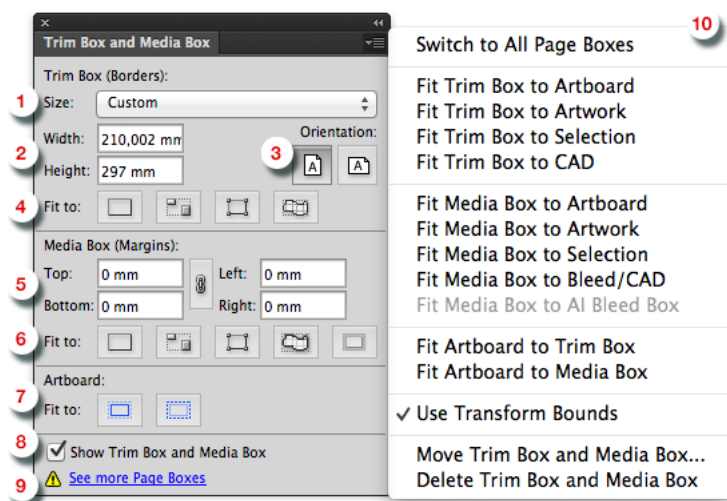 Trim Box and Media Box
Trim Box (Borders):
1 Size: Custom
2 Width: 210,002 mm
Height: 297 mm
3 Orientation:
A A
4 Fit to:
Media Box (Margins):
5 Top: 0 mm Left: 0 mm
Bottom: 0 mm Right: 0 mm
6 Fit to:
Artboard:
7 Fit to:
8 Show Trim Box and Media Box
9 See more Page Boxes
10
Switch to All Page Boxes
Fit Trim Box to Artboard
Fit Trim Box to Artwork
Fit Trim Box to Selection
Fit Trim Box to CAD
Fit Media Box to Artboard
Fit Media Box to Artwork
Fit Media Box to Selection
Fit Media Box to Bleed/CAD
Fit Media Box to AI Bleed Box
Fit Artboard to Trim Box
Fit Artboard to Media Box
✓ Use Transform Bounds
Move Trim Box and Media Box...
Delete Trim Box and Media Box